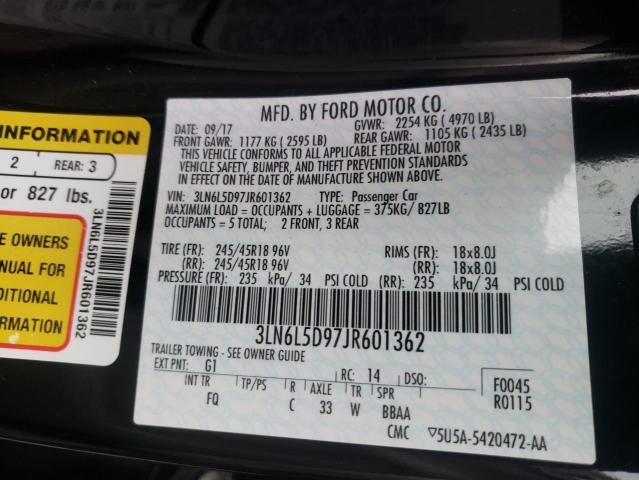 INFORMATION
2 REAR: 3
or 827 lbs.
E OWNERS
ANUAL FOR
DITIONAL
FORMATION
3LN6L5D97JR601362
MFD. BY FORD MOTOR CO.
DATE: 09/17 GVWR: 2254 KG ( 4970 LB)
FRONT GAWR: 1177 KG ( 2595 LB) REAR GAWR: 1105 KG ( 2435 LB)
THIS VEHICLE CONFORMS TO ALL APPLICABLE FEDERAL MOTOR
VEHICLE SAFETY, BUMPER, AND THEFT PREVENTION STANDARDS
IN EFFECT ON THE DATE OF MANUFACTURE SHOWN ABOVE.
VIN: 3LN6L5D97JR601362 TYPE: Passenger Car
MAXIMUM LOAD = OCCUPANTS + LUGGAGE = 375KG/ 827LB
OCCUPANTS = 5 TOTAL: 2 FRONT, 3 REAR
TIRE (FR): 245/45R18 96V RIMS (FR): 18x8.0J
(RR): 245/45R18 96V (RR): 18x8.0J
PRESSURE (FR): 235 kPa/ 34 PSI COLD (RR): 235 kPa/ 34 PSI COLD
3LN6L5D97JR601362
TRAILER TOWING - SEE OWNER GUIDE
EXT PNT: G1 RC: 14 DSO: F0045
R0115
INT TR TP/PS R AXLE TR SPR
FQ C 33 W BBAA
CMC ▽5U5A-5420472-AA